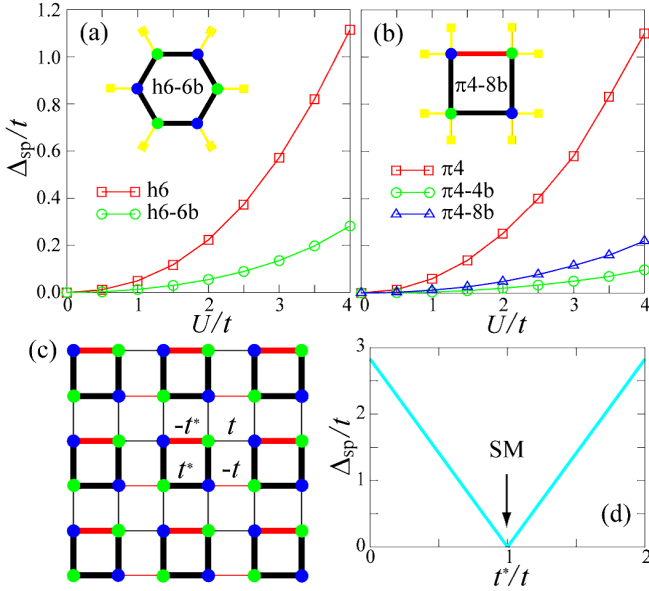 (a)
h6-6b
Δsp/t
1.2
1.0
0.8
0.6
0.4
0.2
0.0
h6
h6-6b
0
1
2
3
4
U/t
(b)
π4-8b
π4
π4-4b
π4-8b
0
1
2
3
4
U/t
(c)
-t* t
t* -t
Δsp/t
3
2
1
0
SM
(d)
0
1
2
t*/t